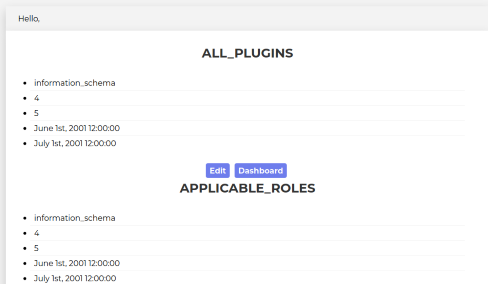 Hello,
ALL_PLUGINS
information_schema
4
5
June 1st, 2001 12:00:00
July 1st, 2001 12:00:00
Edit Dashboard
APPLICABLE_ROLES
information_schema
4
5
June 1st, 2001 12:00:00
July 1st, 2001 12:00:00